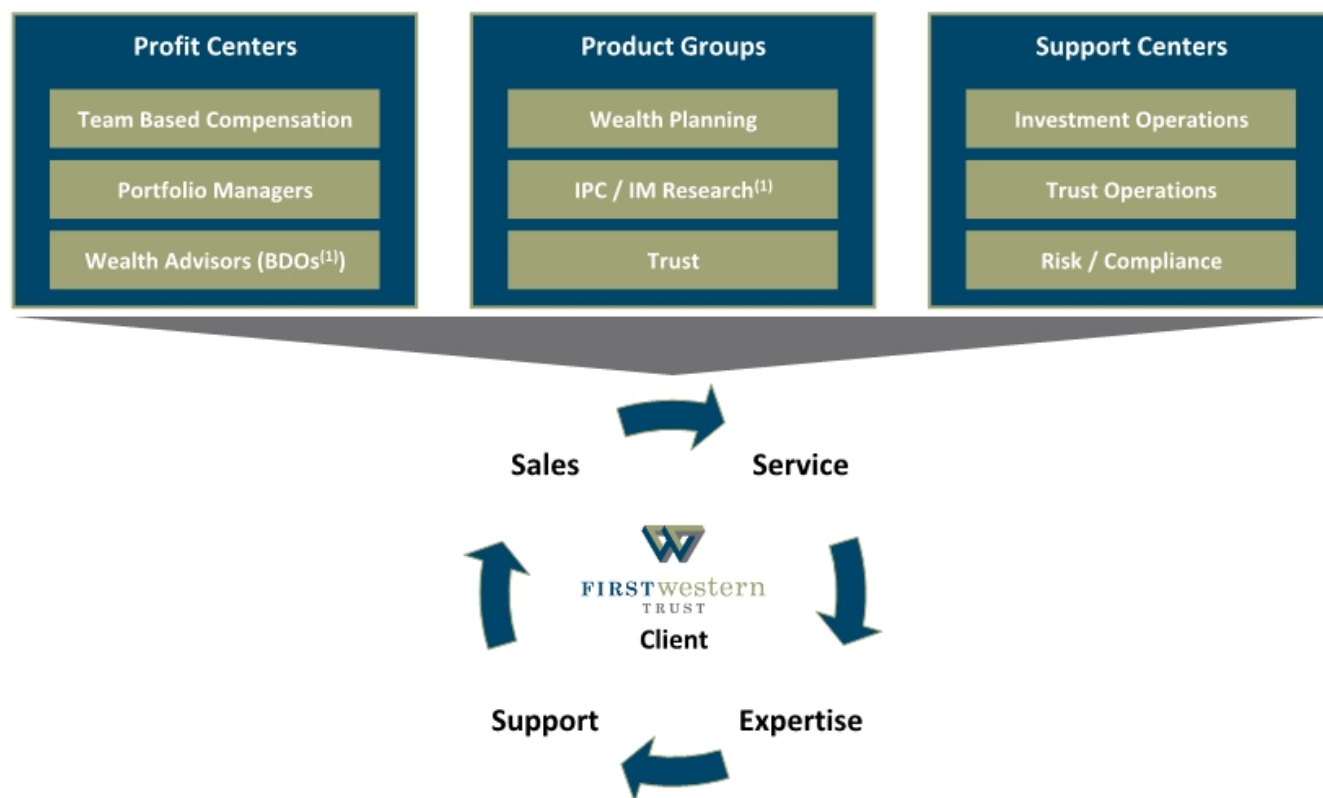 Profit Centers
Team Based Compensation
Portfolio Managers
Wealth Advisors (BDOs(1))
Product Groups
Wealth Planning
IPC / IM Research(1)
Trust
Support Centers
Investment Operations
Trust Operations
Risk / Compliance
Sales
Service
FIRSTwestern
TRUST
Client
Support
Expertise